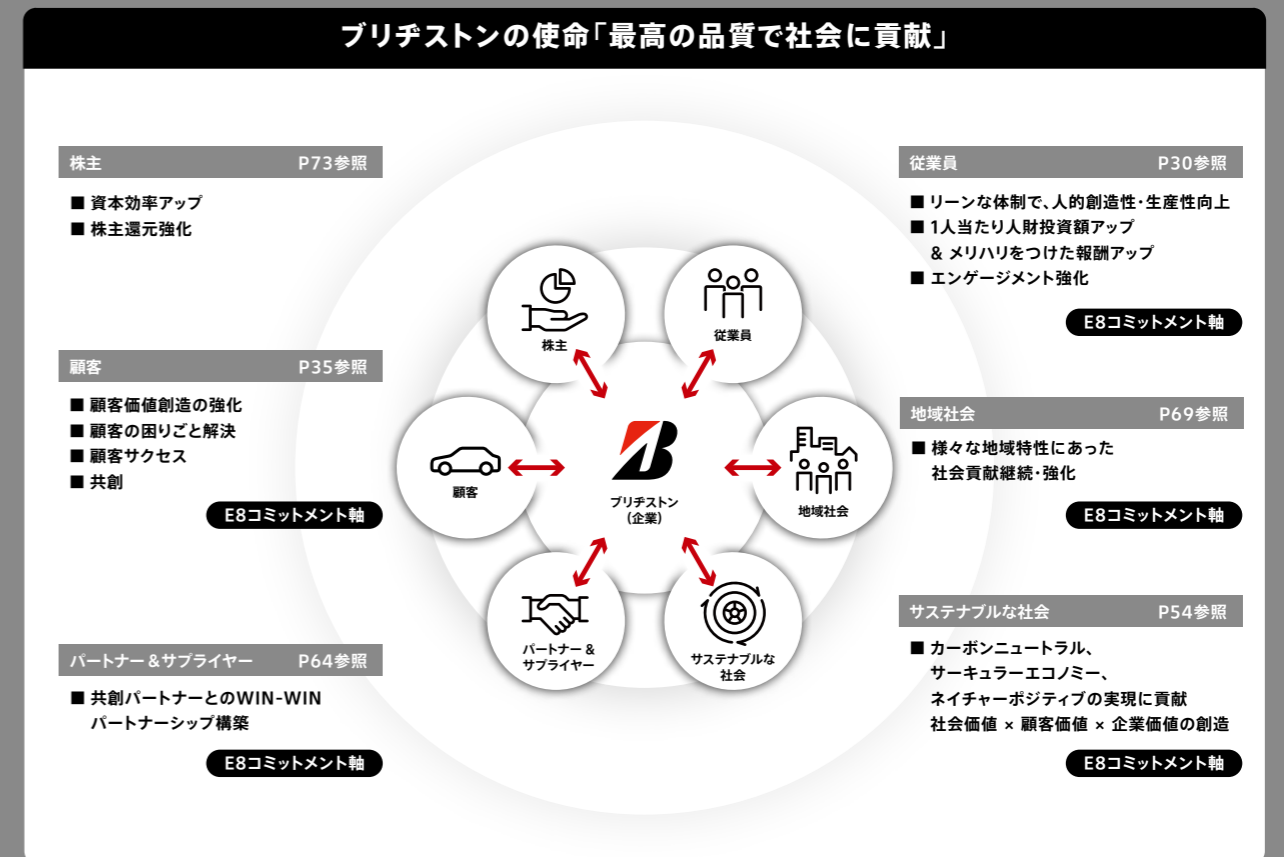 ブリヂストンの使命「最高の品質で社会に貢献」
株主 P73参照
■ 資本効率アップ
■ 株主還元強化
顧客 P35参照
■ 顧客価値創造の強化
■ 顧客の困りごと解決
■ 顧客サクセス
■ 共創
E8コミットメント軸
パートナー&サプライヤー P64参照
■ 共創パートナーとのWIN-WIN
パートナーシップ構築
E8コミットメント軸
株主
従業員
顧客
ブリヂストン
(企業)
地域社会
パートナー &
サプライヤー
サステナブルな
社会
従業員 P30参照
■ リーンな体制で、人的創造性・生産性向上
■ 1人当たり人財投資額アップ
& メリハリをつけた報酬アップ
■ エンゲージメント強化
E8コミットメント軸
地域社会 P69参照
■ 様々な地域特性にあった
社会貢献継続・強化
E8コミットメント軸
サステナブルな社会 P54参照
■ カーボンニュートラル、
サーキュラーエコノミー、
ネイチャーポジティブの実現に貢献
社会価値 × 顧客価値 × 企業価値の創造
E8コミットメント軸